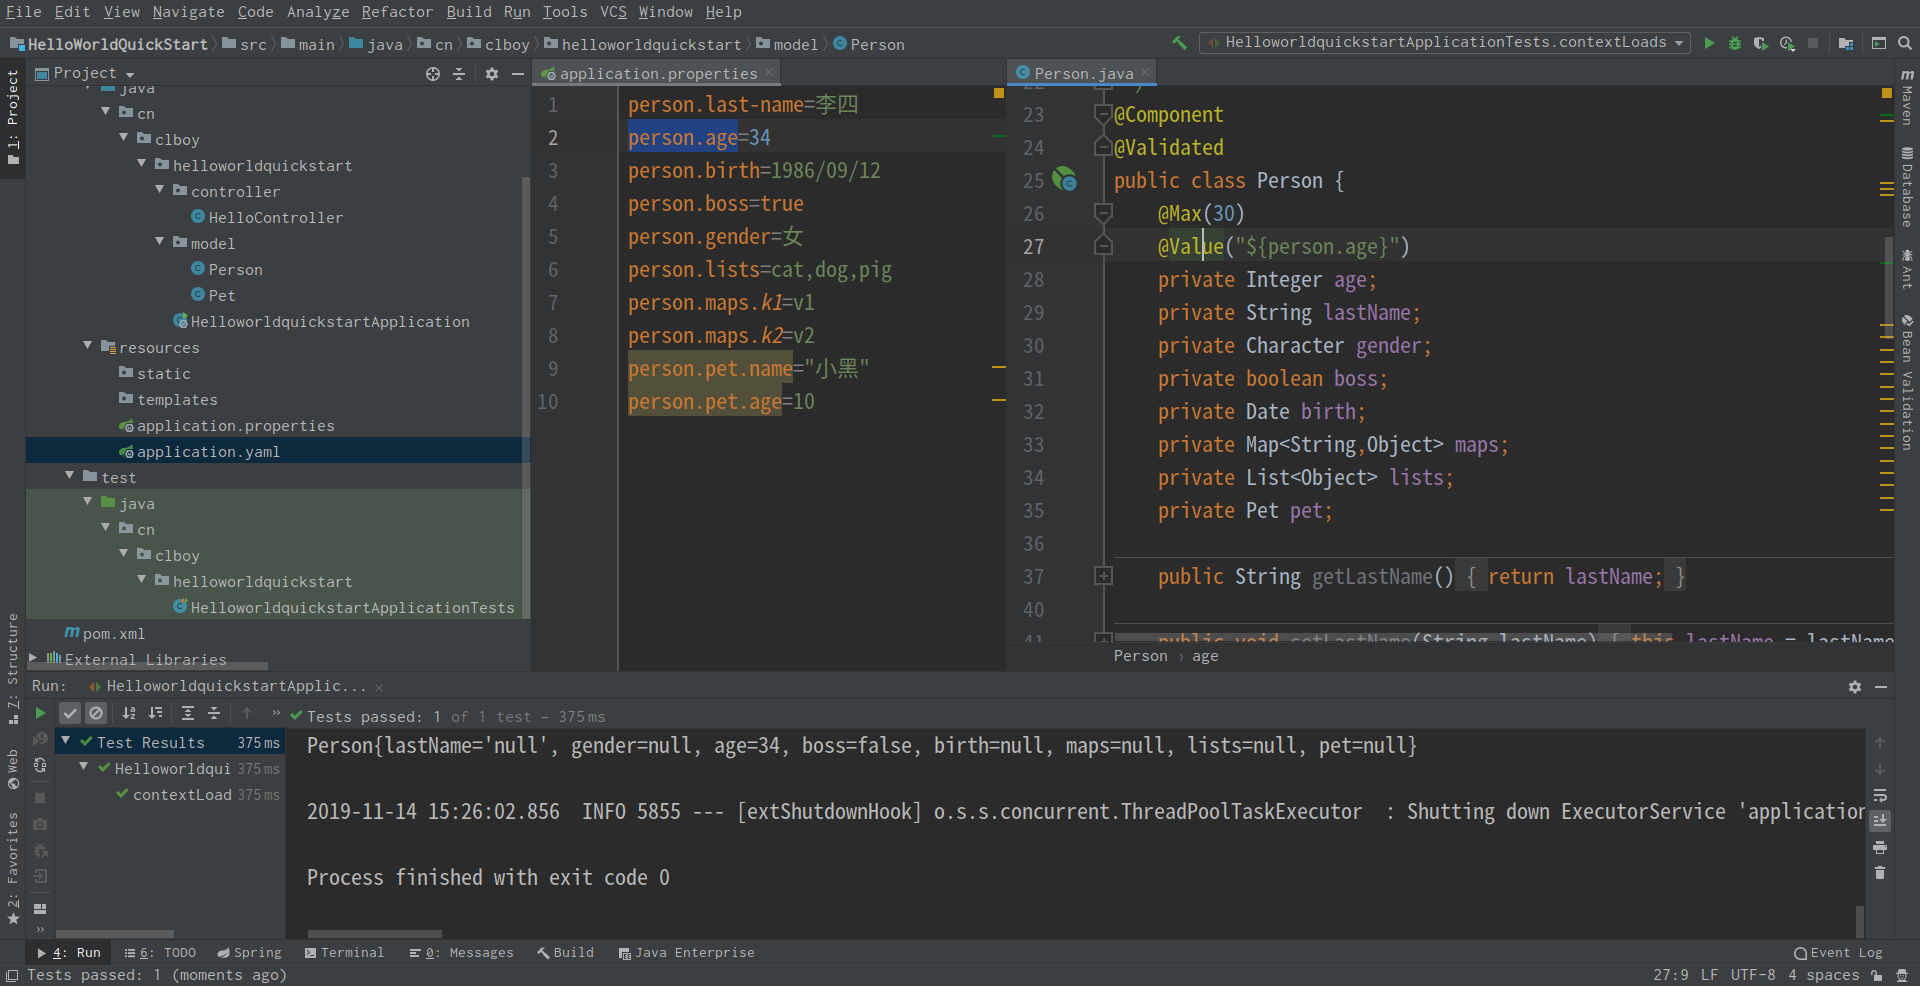 File Edit View Navigate Code Analyze Refactor Build Run Tools VCS Window Help
HelloWorldQuickStart src main java cn clboy helloworldquickstart model Person
HelloworldquickstartApplicationTests.contextLoads
1: Project
Project
java
cn
clboy
helloworldquickstart
controller
HelloController
model
Person
Pet
HelloworldquickstartApplication
resources
static
templates
application.properties
application.yaml
test
java
cn
clboy
helloworldquickstart
HelloworldquickstartApplicationTests
pom.xml
External Libraries
application.properties
1 person.last-name=李四
2 person.age=34
3 person.birth=1986/09/12
4 person.boss=true
5 person.gender=女
6 person.lists=cat,dog,pig
7 person.maps.k1=v1
8 person.maps.k2=v2
9 person.pet.name="小黑"
10 person.pet.age=10
Person.java
22 */
23 @Component
24 @Validated
25 public class Person {
26 @Max(30)
27 @Value("${person.age}")
28 private Integer age;
29 private String lastName;
30 private Character gender;
31 private boolean boss;
32 private Date birth;
33 private Map<String,Object> maps;
34 private List<Object> lists;
35 private Pet pet;
36
37 public String getLastName() { return lastName; }
40
41 public void setLastName(String lastName) { this.lastName = lastName
Person › age
Maven
Database
Ant
Bean Validation
7: Structure
Web
2: Favorites
Run: HelloworldquickstartApplic...
Tests passed: 1 of 1 test – 375 ms
Test Results 375 ms
Helloworldqui 375 ms
contextLoad 375 ms
Person{lastName='null', gender=null, age=34, boss=false, birth=null, maps=null, lists=null, pet=null}
2019-11-14 15:26:02.856 INFO 5855 --- [extShutdownHook] o.s.s.concurrent.ThreadPoolTaskExecutor : Shutting down ExecutorService 'application
Process finished with exit code 0
4: Run 6: TODO Spring Terminal 0: Messages Build Java Enterprise Event Log
Tests passed: 1 (moments ago) 27:9 LF UTF-8 4 spaces